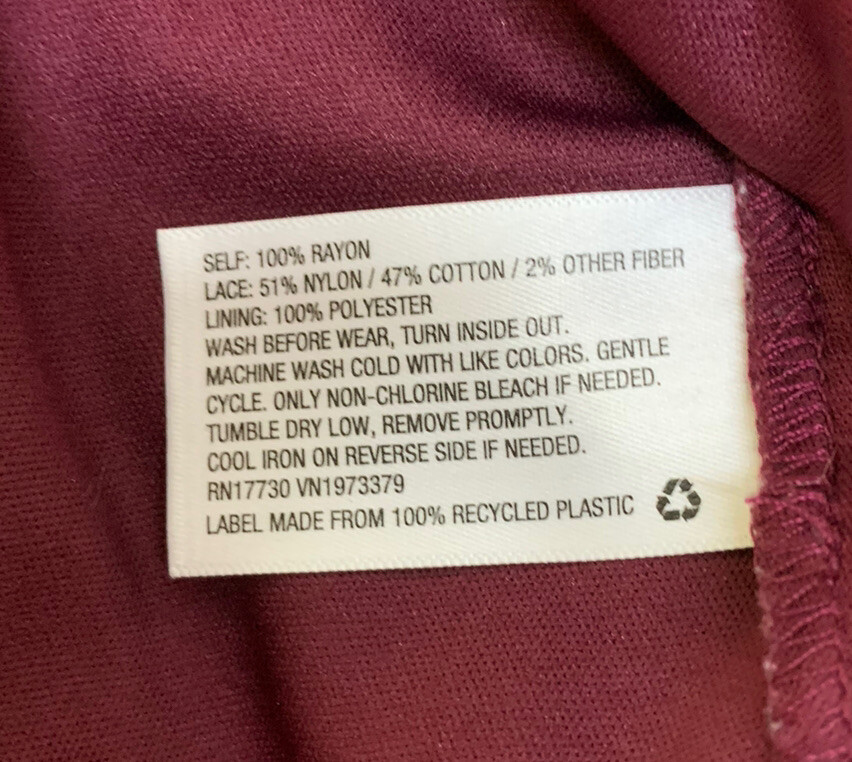 SELF: 100% RAYON
LACE: 51% NYLON / 47% COTTON / 2% OTHER FIBER
LINING: 100% POLYESTER
WASH BEFORE WEAR, TURN INSIDE OUT.
MACHINE WASH COLD WITH LIKE COLORS. GENTLE
CYCLE. ONLY NON-CHLORINE BLEACH IF NEEDED.
TUMBLE DRY LOW, REMOVE PROMPTLY.
COOL IRON ON REVERSE SIDE IF NEEDED.
RN17730 VN1973379
LABEL MADE FROM 100% RECYCLED PLASTIC